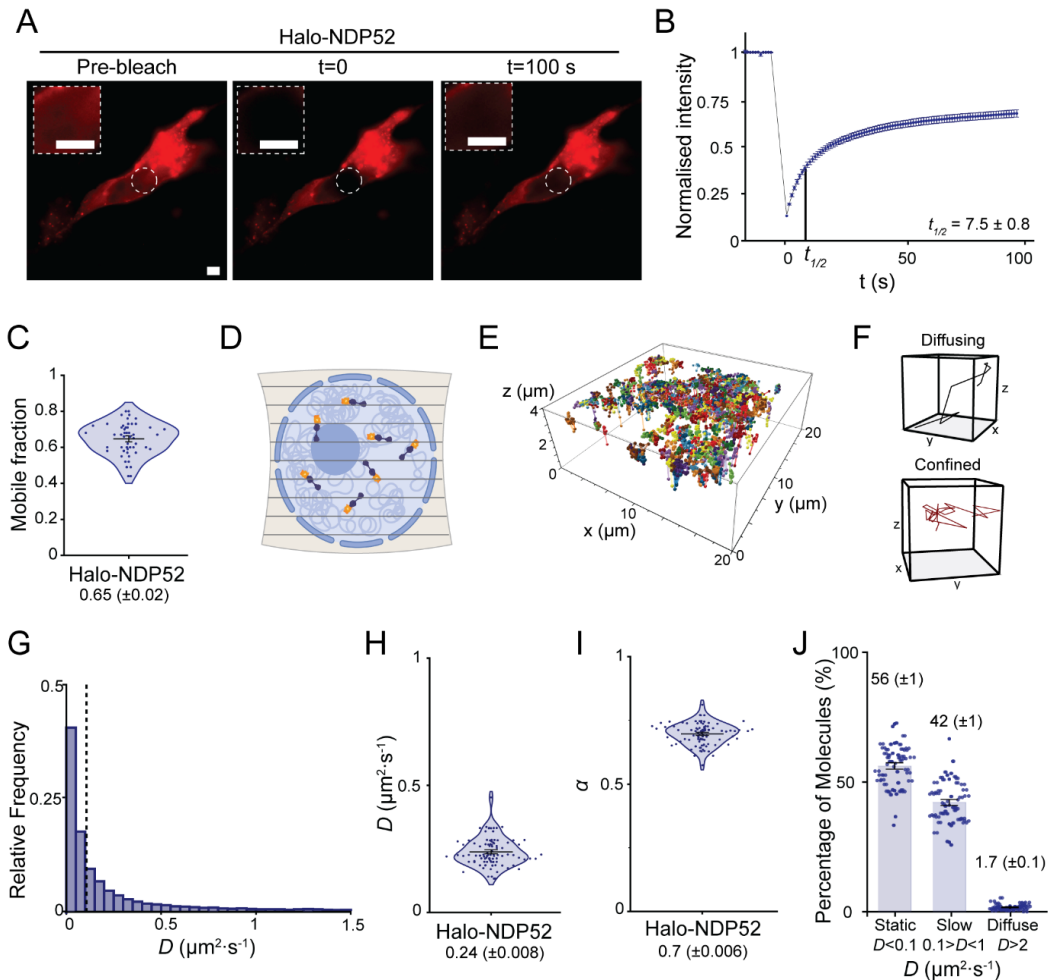 A
Halo-NDP52
Pre-bleach
t=0
t=100 s
B
Normalised intensity
1
0.75
0.5
0.25
0
t1/2 = 7.5 ± 0.8
0
t1/2
50
100
t (s)
C
Mobile fraction
1
0.8
0.6
0.4
0.2
0
Halo-NDP52
0.65 (±0.02)
D
E
z (μm)
4
2
0
0
10
20
x (μm)
0
10
20
y (μm)
F
Diffusing
z
y
x
Confined
z
x
y
G
Relative Frequency
0.5
0.25
0
0
0.5
1
1.5
D (μm²·s⁻¹)
H
D (μm²·s⁻¹)
1
0.5
0
Halo-NDP52
0.24 (±0.008)
I
α
1
0.5
0
Halo-NDP52
0.7 (±0.006)
J
Percentage of Molecules (%)
100
50
0
56 (±1)
42 (±1)
1.7 (±0.1)
Static
Slow
Diffuse
D<0.1
0.1>D<1
D>2
D (μm²·s⁻¹)